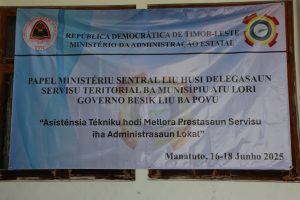 REPÚBLICA DEMOCRÁTICA DE TIMOR-LESTE
MINISTÉRIO DA ADMINISTRAÇÃO ESTATAL
PAPEL MINISTÉRIU SENTRAL LIU HUSI DELEGASAUN
SERVISU TERITORIAL BA MUNISÍPIU ATU LORI
GOVERNO BESIK LIU BA POVU
"Asisténsia Tékniku hodi Mellora Prestasaun Servisu
iha Administrasaun Lokal"
Manatuto, 16-18 Junho 2025